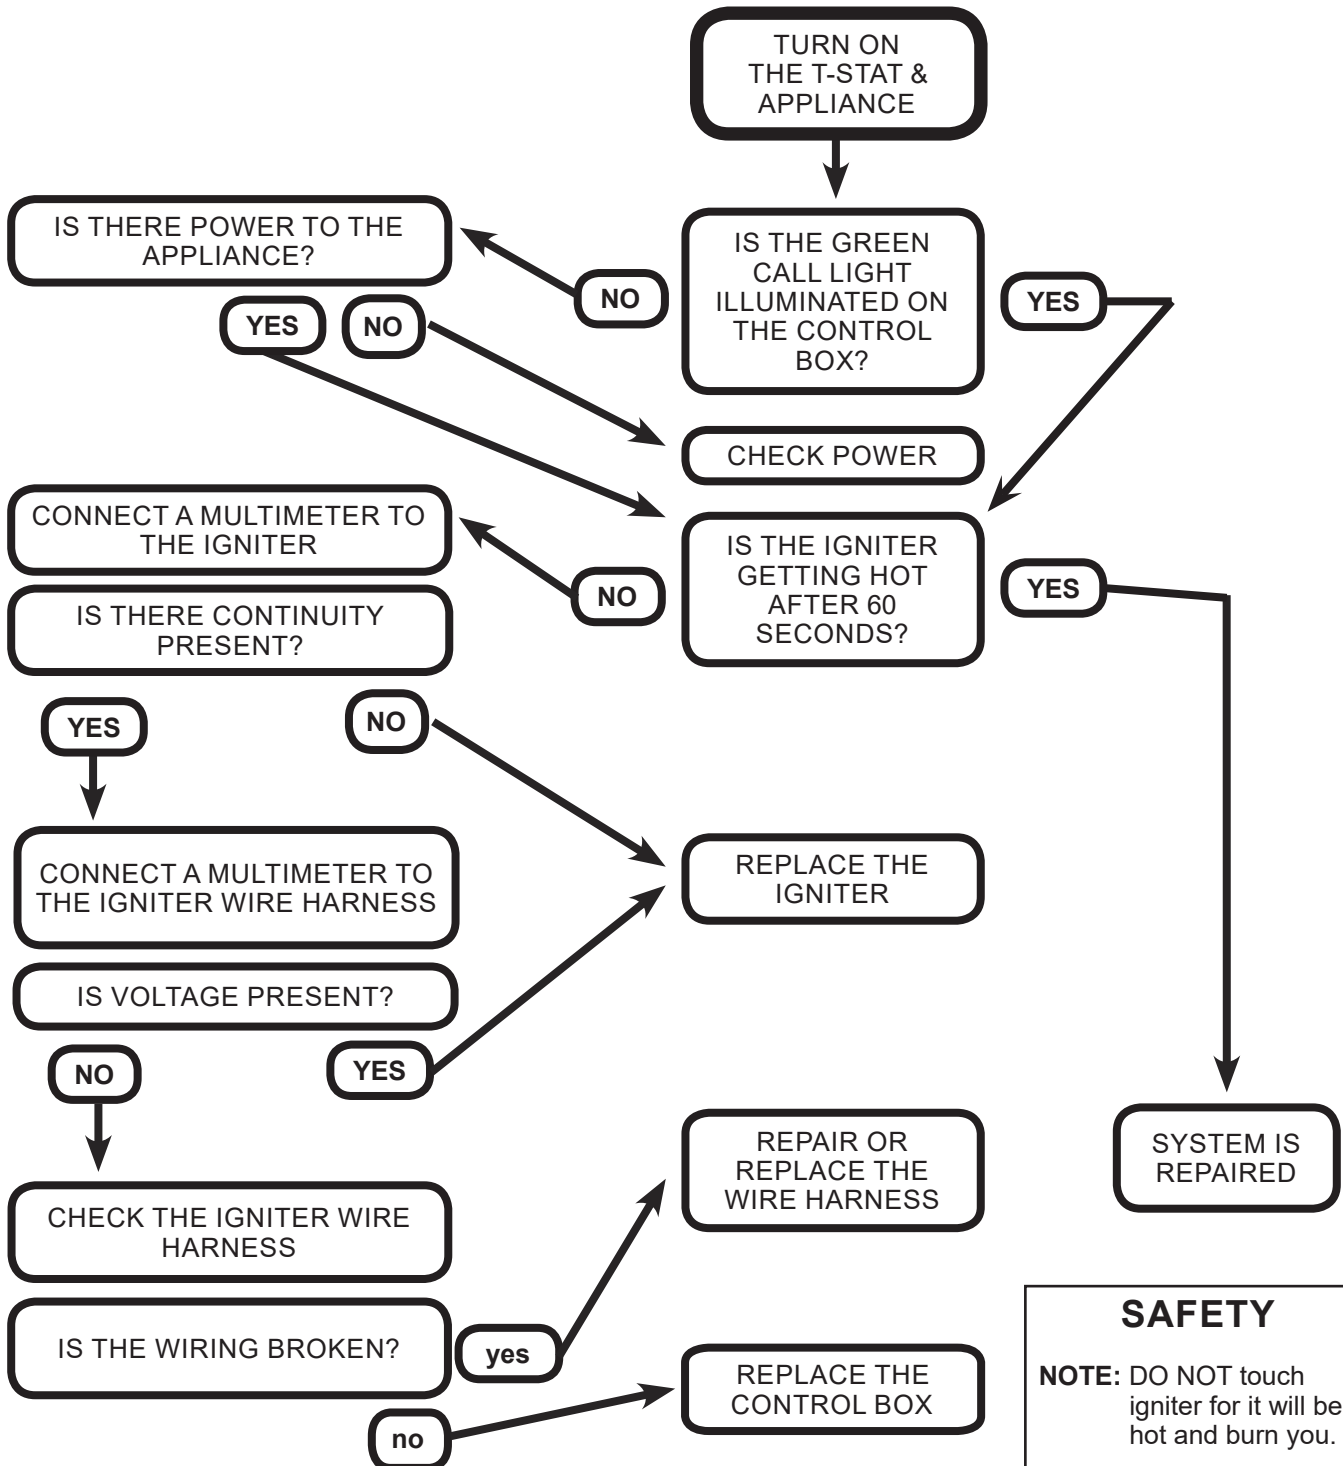 TURN ON
THE T-STAT &
APPLIANCE
IS THERE POWER TO THE
APPLIANCE?
YES
NO
NO
IS THE GREEN
CALL LIGHT
ILLUMINATED ON
THE CONTROL
BOX?
YES
CHECK POWER
CONNECT A MULTIMETER TO
THE IGNITER
IS THERE CONTINUITY
PRESENT?
NO
IS THE IGNITER
GETTING HOT
AFTER 60
SECONDS?
YES
YES
NO
CONNECT A MULTIMETER TO
THE IGNITER WIRE HARNESS
REPLACE THE
IGNITER
IS VOLTAGE PRESENT?
NO
YES
REPAIR OR
REPLACE THE
WIRE HARNESS
SYSTEM IS
REPAIRED
CHECK THE IGNITER WIRE
HARNESS
IS THE WIRING BROKEN?
yes
no
REPLACE THE
CONTROL BOX
SAFETY
NOTE: DO NOT touch
igniter for it will be
hot and burn you.